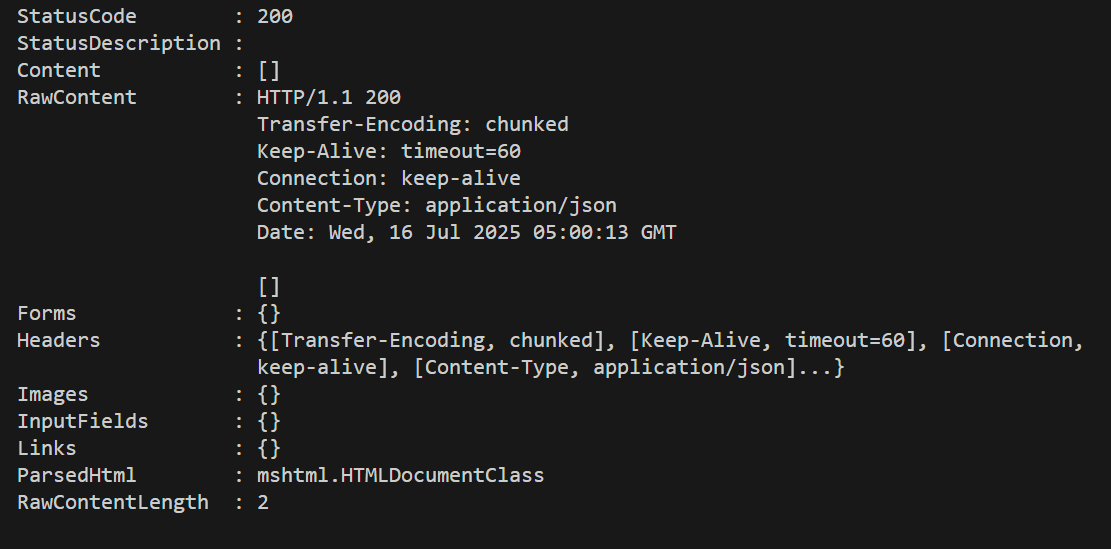 StatusCode        : 200
StatusDescription :
Content           : []
RawContent        : HTTP/1.1 200
                    Transfer-Encoding: chunked
                    Keep-Alive: timeout=60
                    Connection: keep-alive
                    Content-Type: application/json
                    Date: Wed, 16 Jul 2025 05:00:13 GMT

                    []
Forms             : {}
Headers           : {[Transfer-Encoding, chunked], [Keep-Alive, timeout=60], [Connection,
                    keep-alive], [Content-Type, application/json]...}
Images            : {}
InputFields       : {}
Links             : {}
ParsedHtml        : mshtml.HTMLDocumentClass
RawContentLength  : 2